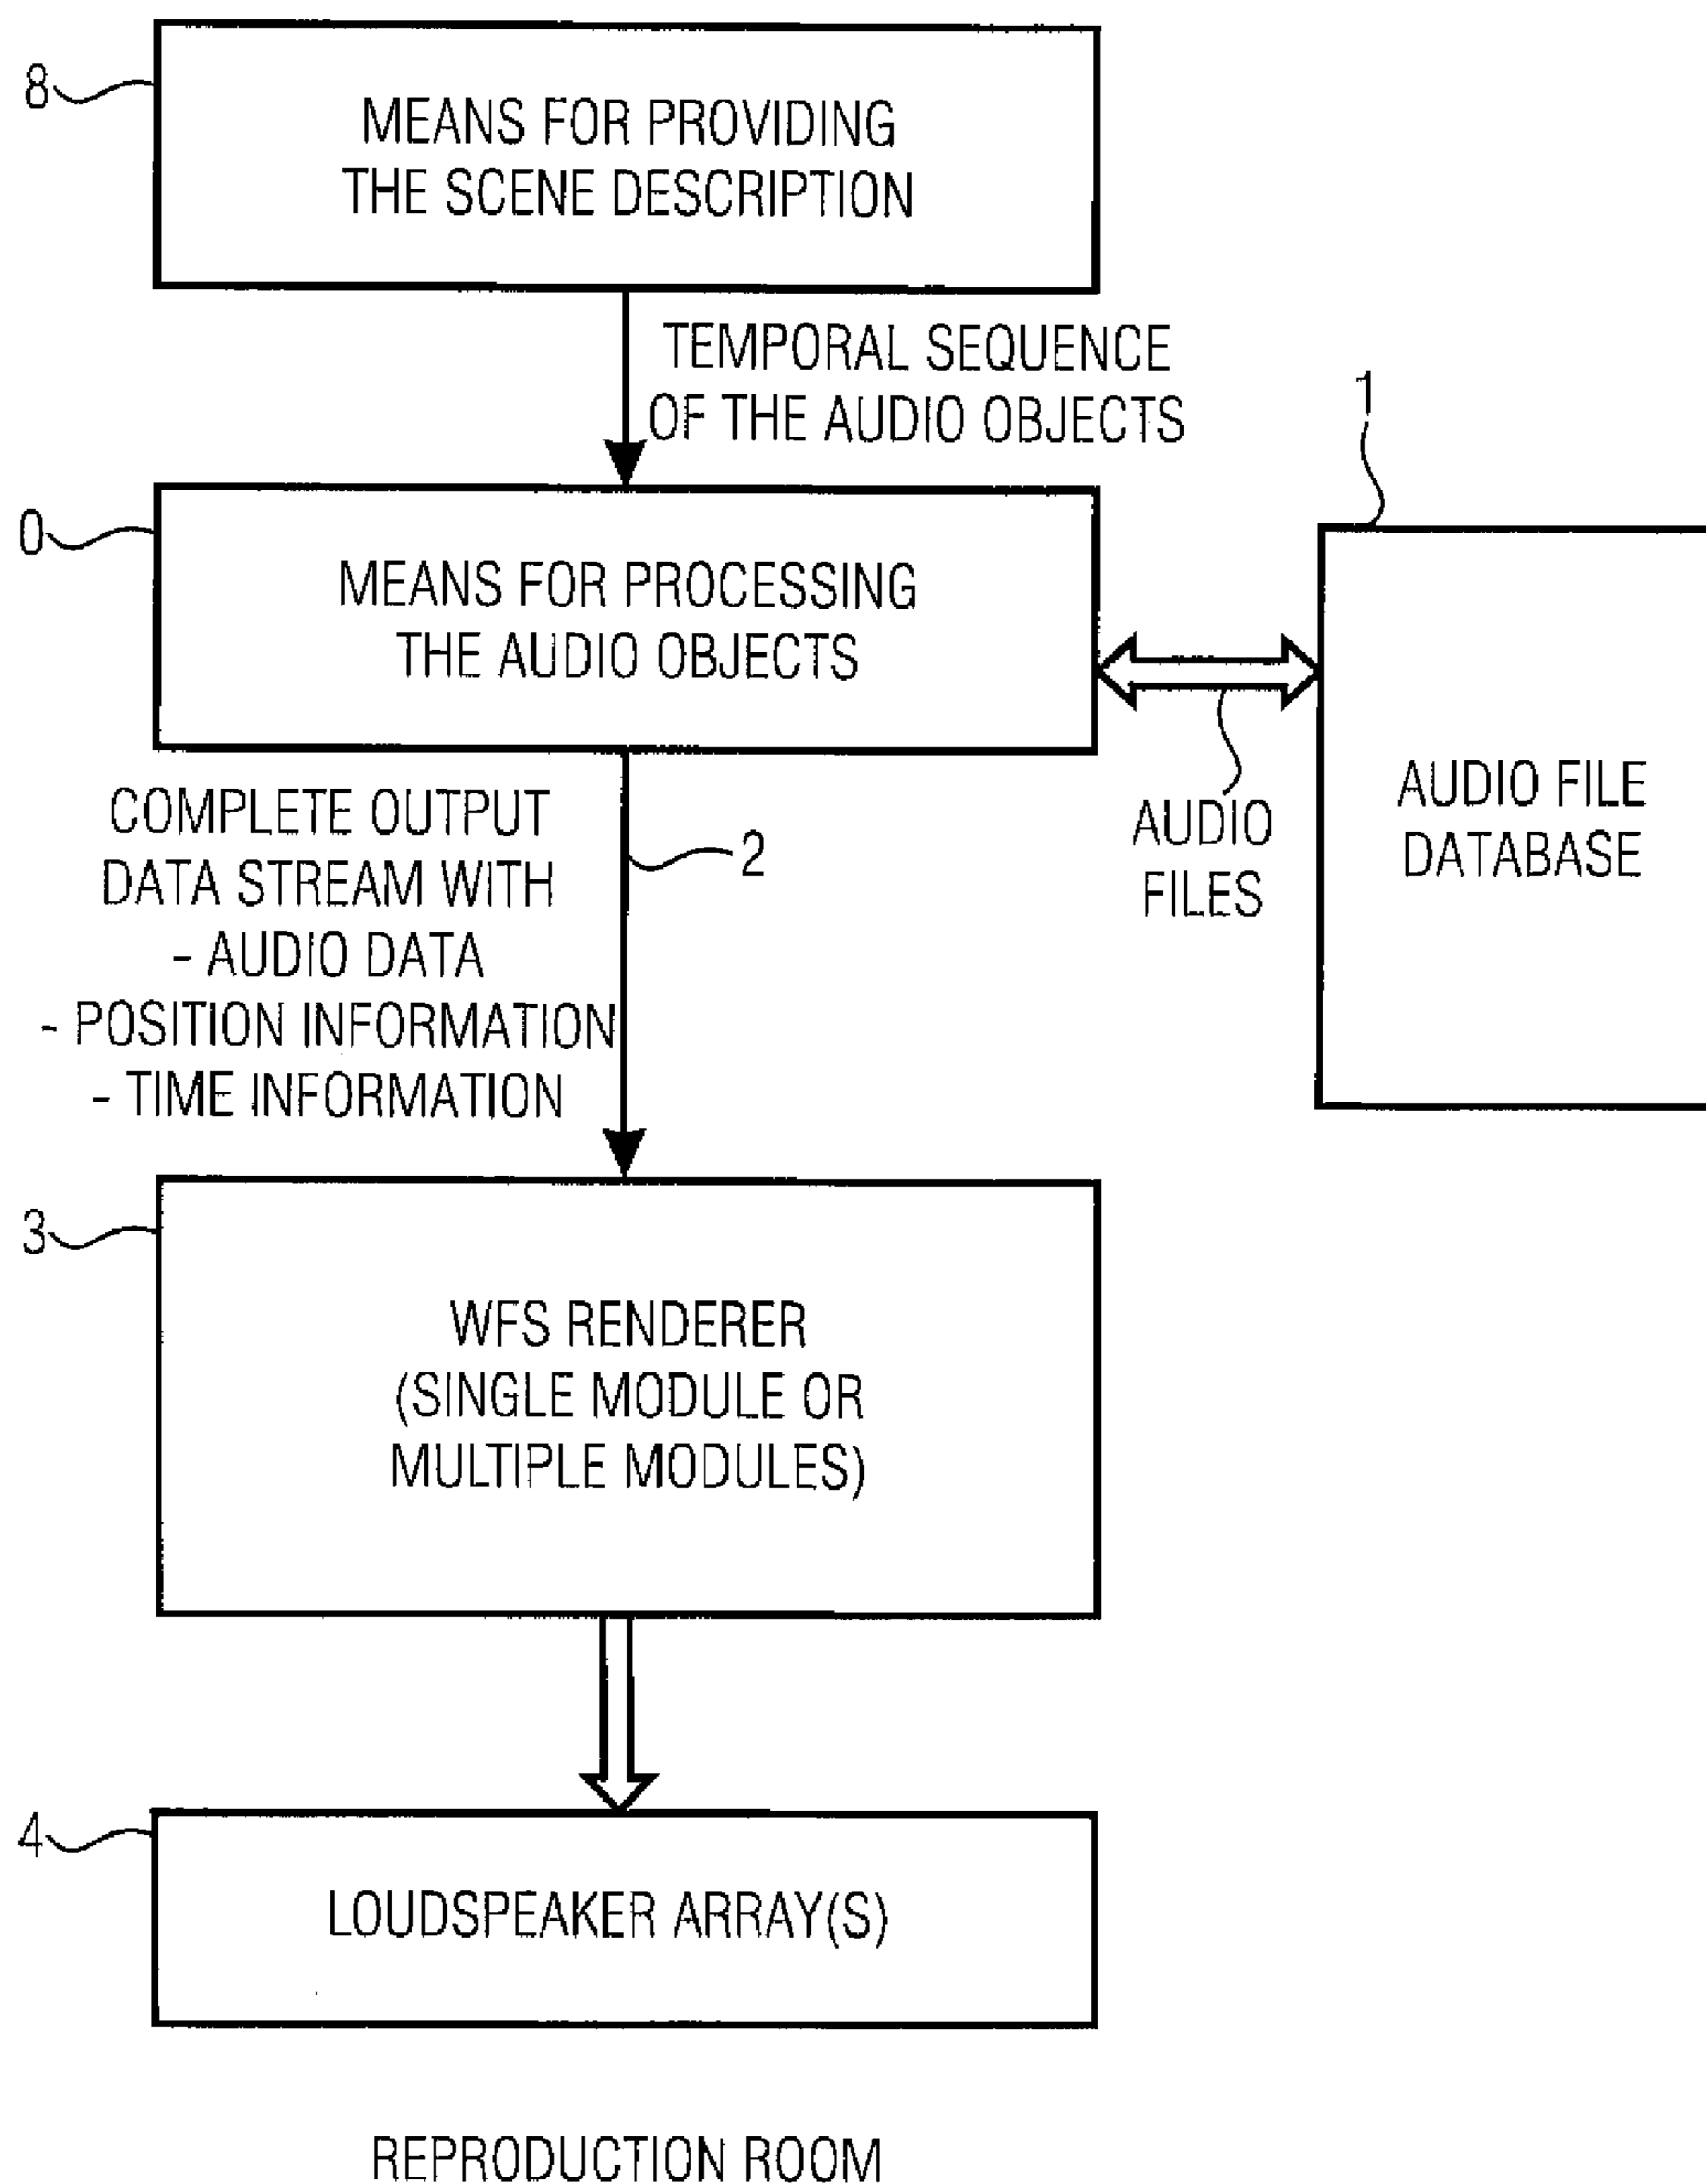 8
MEANS FOR PROVIDING
THE SCENE DESCRIPTION
TEMPORAL SEQUENCE
OF THE AUDIO OBJECTS
1
0
MEANS FOR PROCESSING
THE AUDIO OBJECTS
AUDIO
FILES
AUDIO FILE
DATABASE
COMPLETE OUTPUT
DATA STREAM WITH
- AUDIO DATA
- POSITION INFORMATION
- TIME INFORMATION
2
3
WFS RENDERER
(SINGLE MODULE OR
MULTIPLE MODULES)
4
LOUDSPEAKER ARRAY(S)
REPRODUCTION ROOM